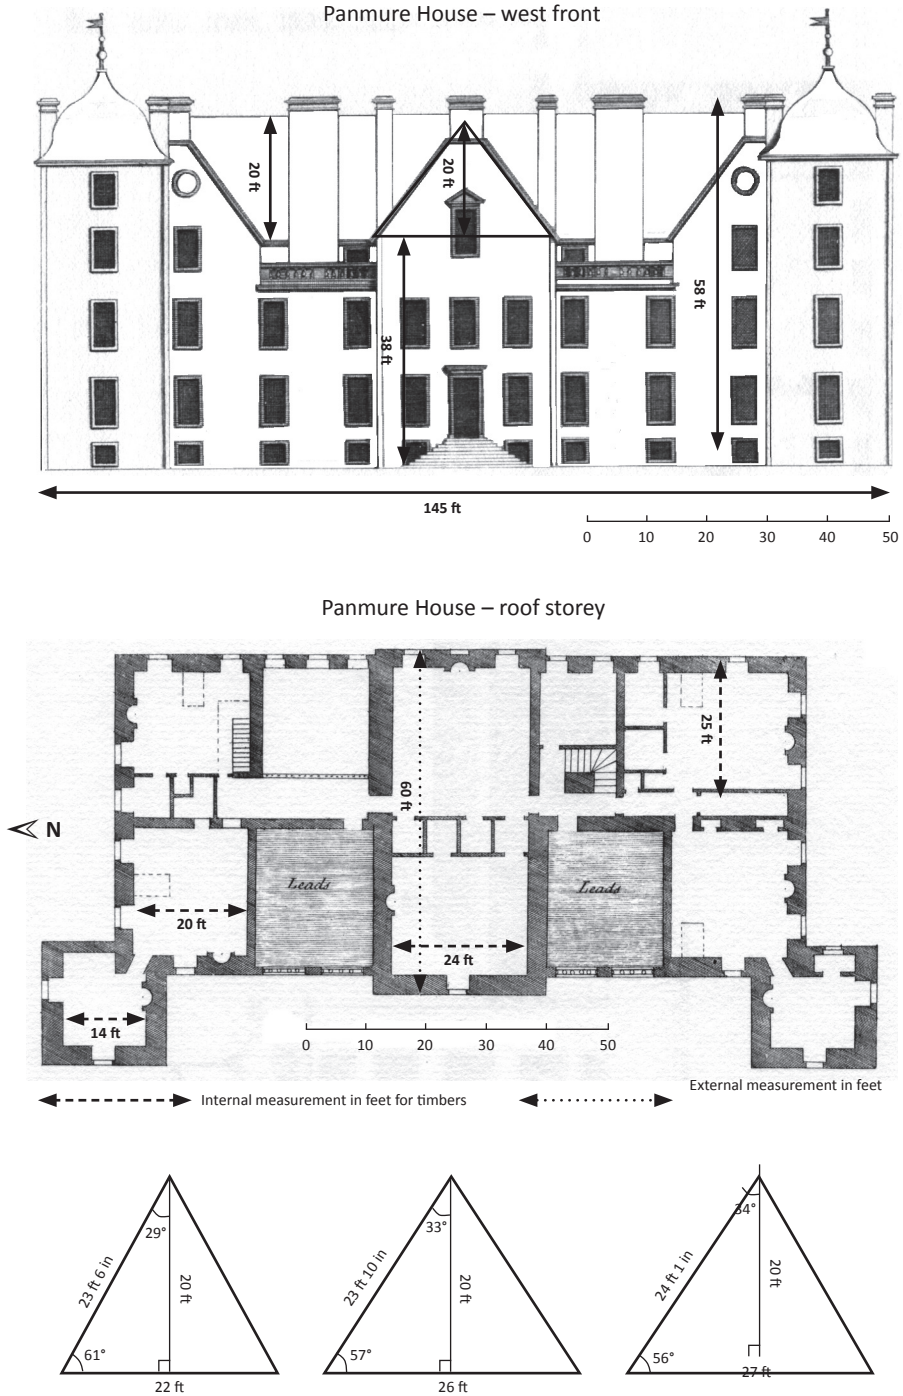 Panmure House – west front
20 ft
20 ft
58 ft
38 ft
145 ft
0 10 20 30 40 50
Panmure House – roof storey
25 ft
60 ft
N
Leads
Leads
20 ft
24 ft
14 ft
0 10 20 30 40 50
External measurement in feet
Internal measurement in feet for timbers
29° 33° 34°
23 ft 6 in 20 ft 23 ft 10 in 20 ft 24 ft 1 in 20 ft
61° 57° 56°
22 ft 26 ft 27 ft